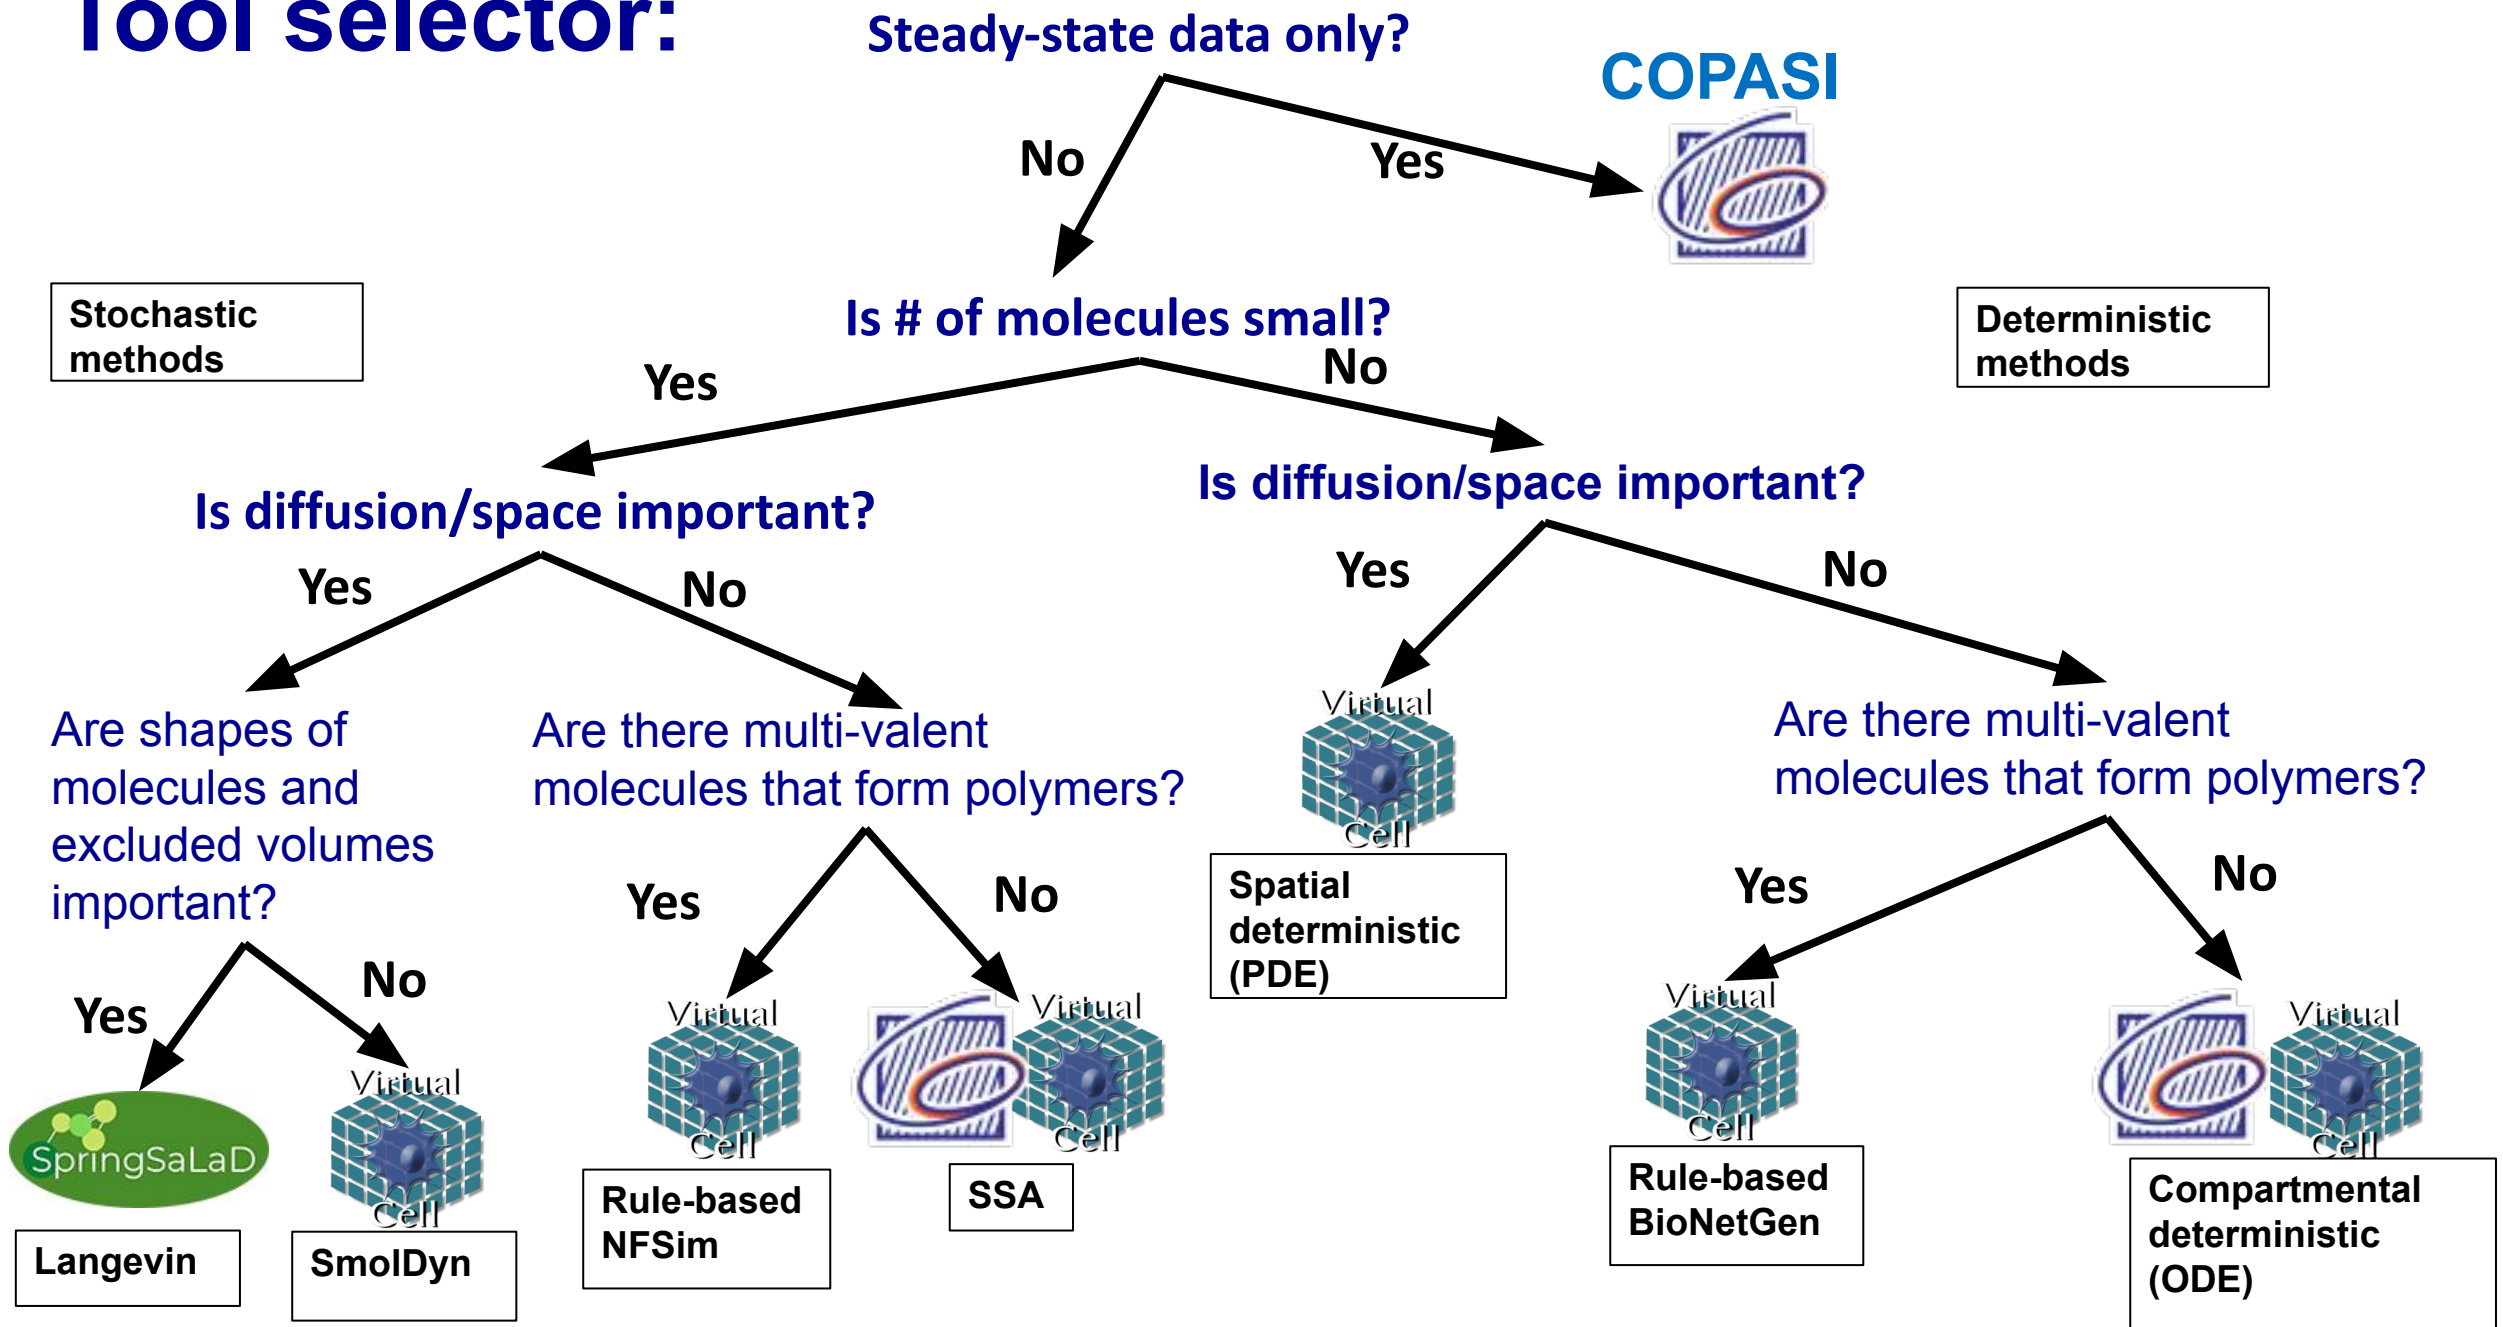 Tool selector:
Steady-state data only?
COPASI
No
Yes
Stochastic
methods
Is # of molecules small?
Deterministic
methods
Yes
No
Is diffusion/space important?
Is diffusion/space important?
Yes
No
Yes
No
Are shapes of
molecules and
excluded volumes
important?
Are there multi-valent
molecules that form polymers?
Virtual
Cell
Spatial
deterministic
(PDE)
Are there multi-valent
molecules that form polymers?
Yes
No
Yes
No
Yes
No
SpringSaLaD
Langevin
Virtual
Cell
SmolDyn
Virtual
Cell
Rule-based
NFSim
Virtual
Cell
SSA
Virtual
Cell
Rule-based
BioNetGen
Virtual
Cell
Compartmental
deterministic
(ODE)